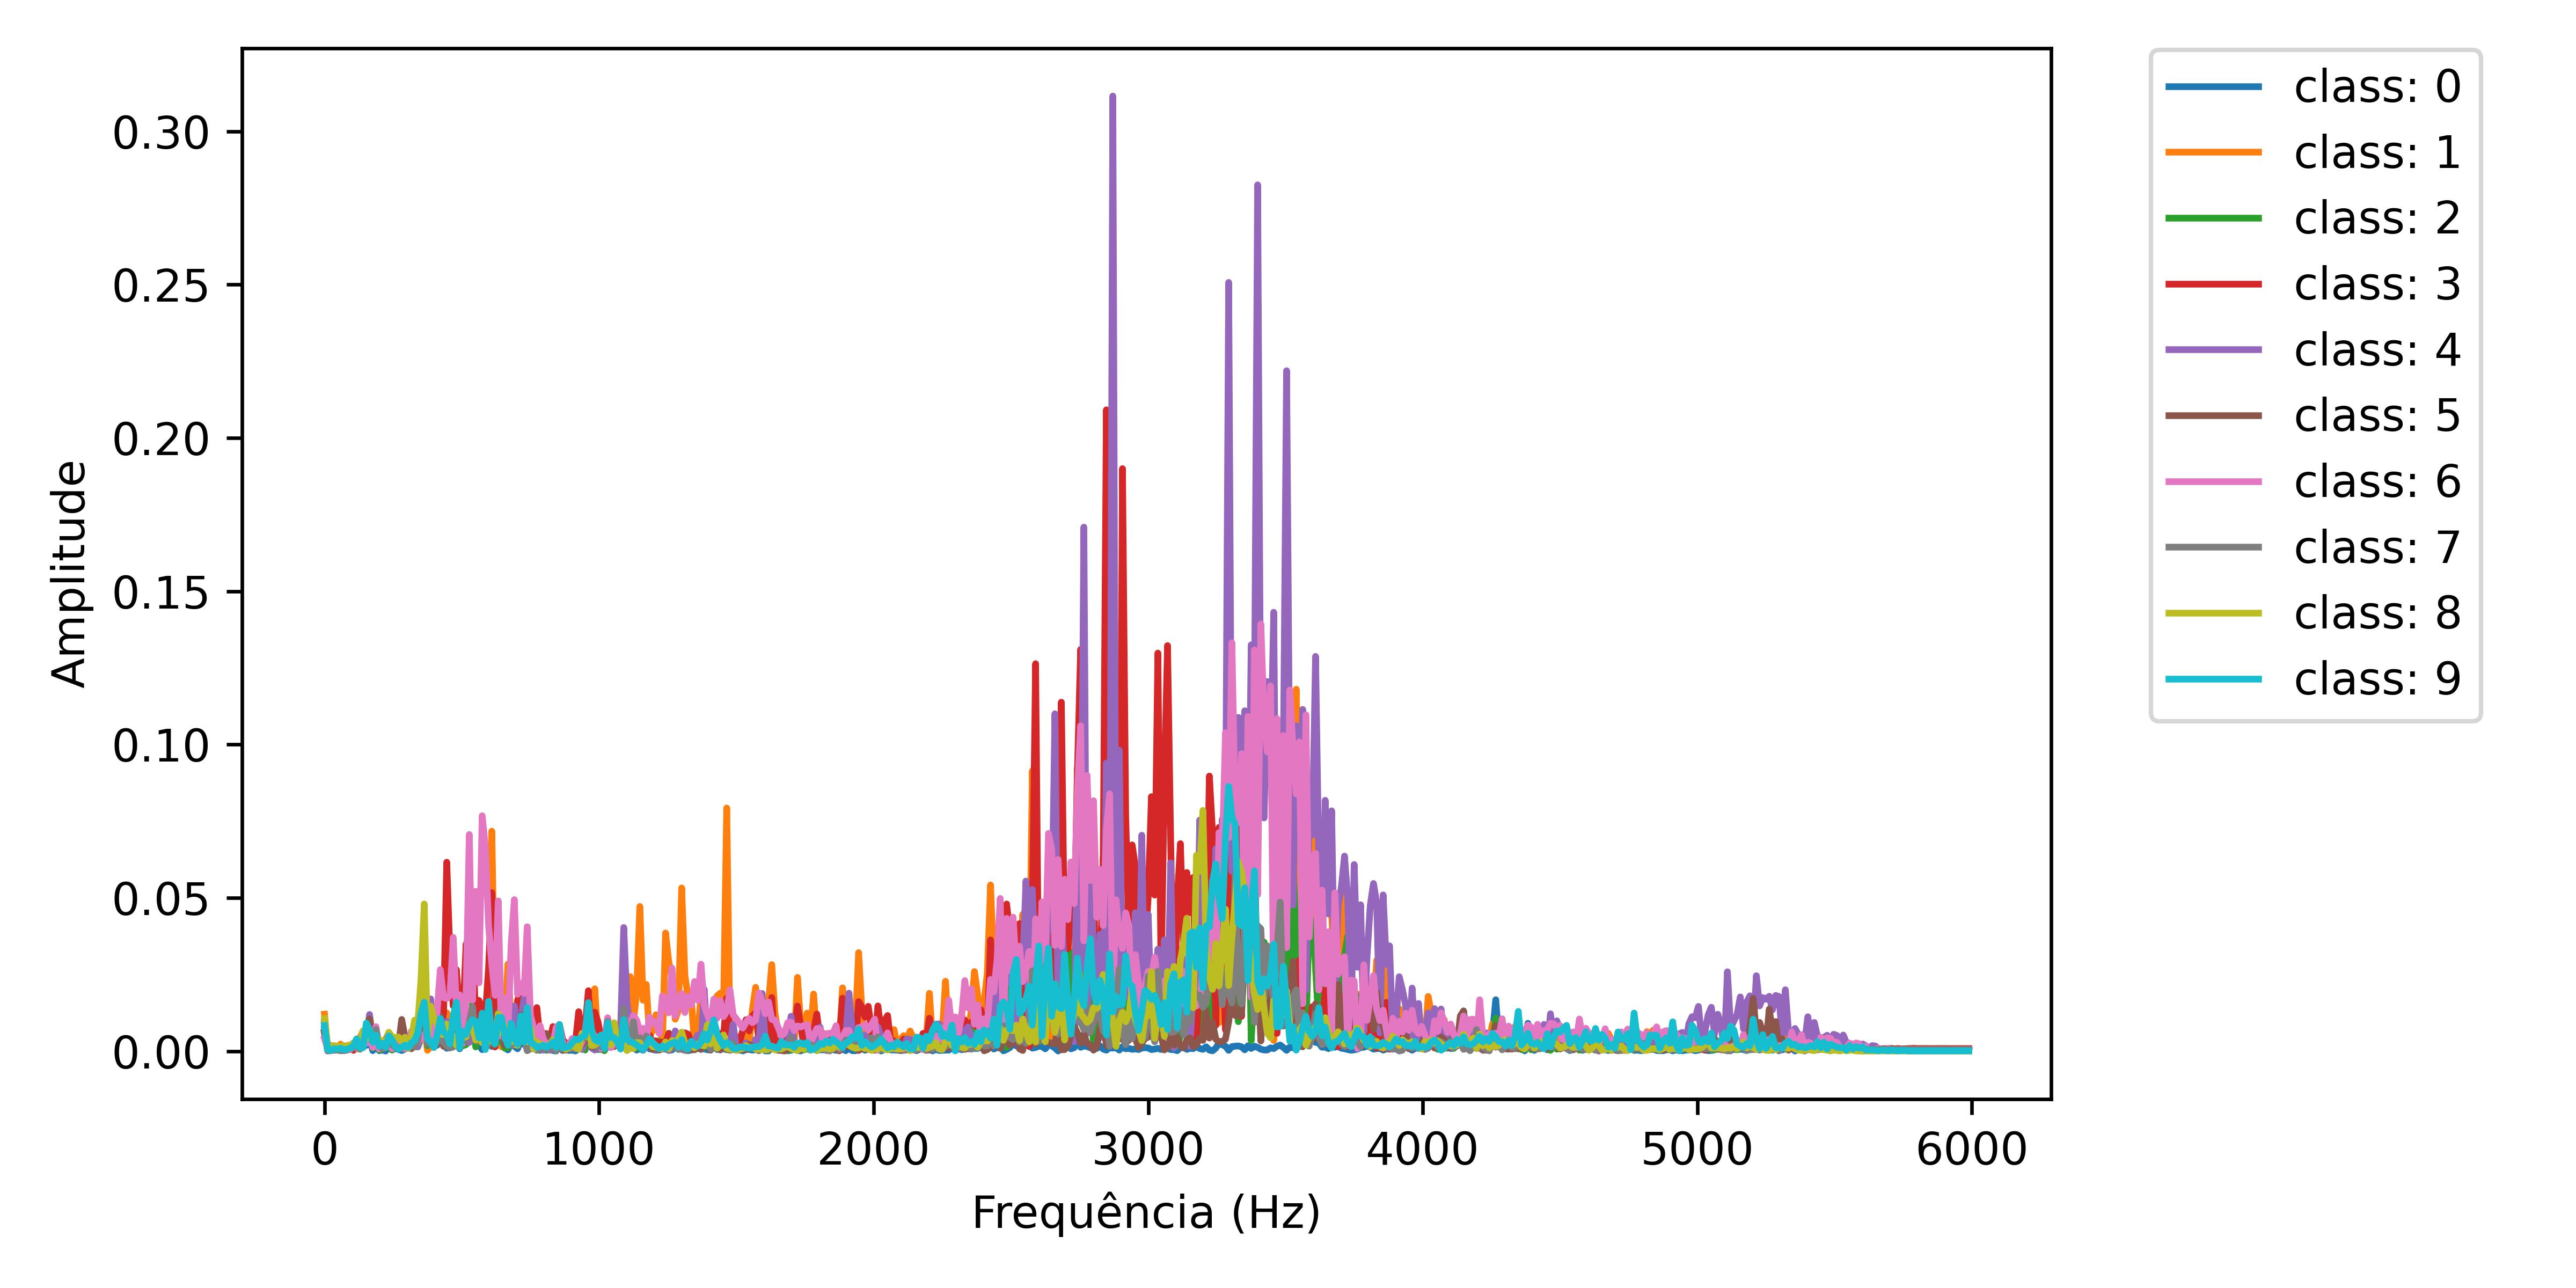 0.30
0.25
0.20
0.15
0.10
0.05
0.00
Amplitude
0 1000 2000 3000 4000 5000 6000
Frequência (Hz)
class: 0
class: 1
class: 2
class: 3
class: 4
class: 5
class: 6
class: 7
class: 8
class: 9